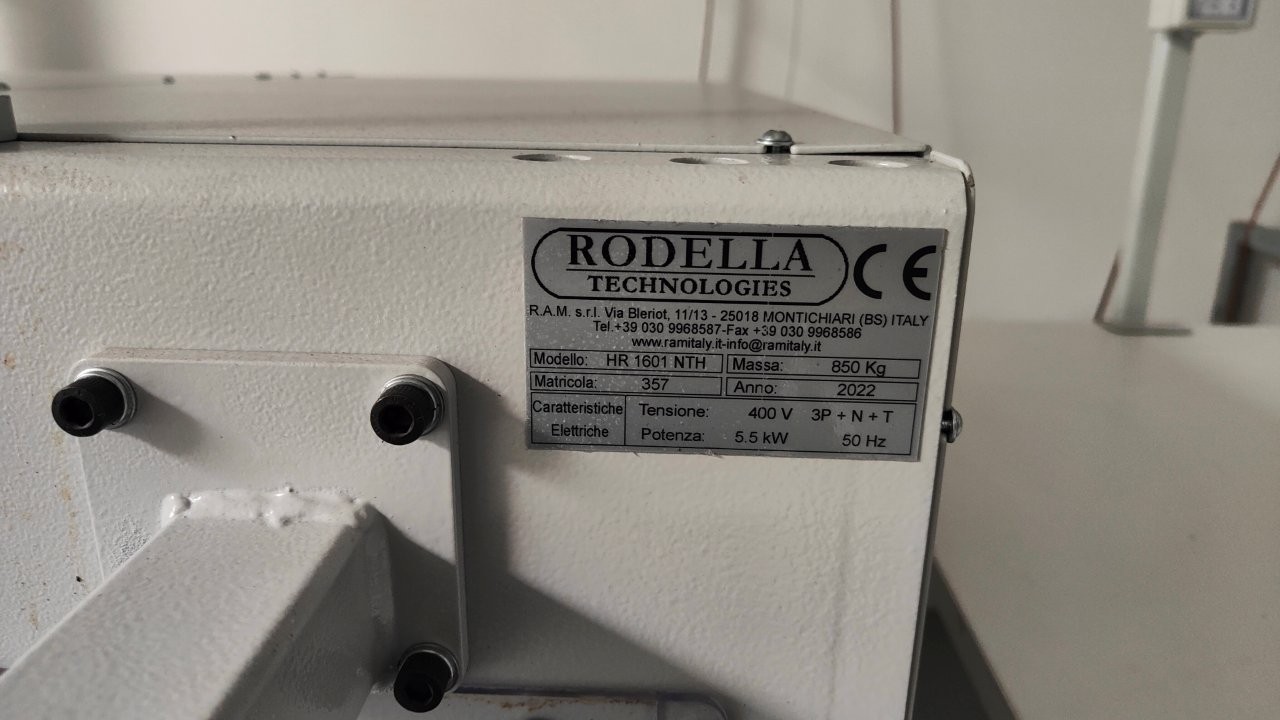 RODELLA
TECHNOLOGIES
CE
R.A.M. s.r.l. Via Bleriot, 11/13 - 25018 MONTICHIARI (BS) ITALY
Tel.+39 030 9968587-Fax +39 030 9968586
www.ramitaly.it-info@ramitaly.it
Modello: HR 1601 NTH Massa: 850 Kg
Matricola: 357 Anno: 2022
Caratteristiche Elettriche
Tensione: 400 V 3P + N + T
Potenza: 5.5 kW 50 Hz